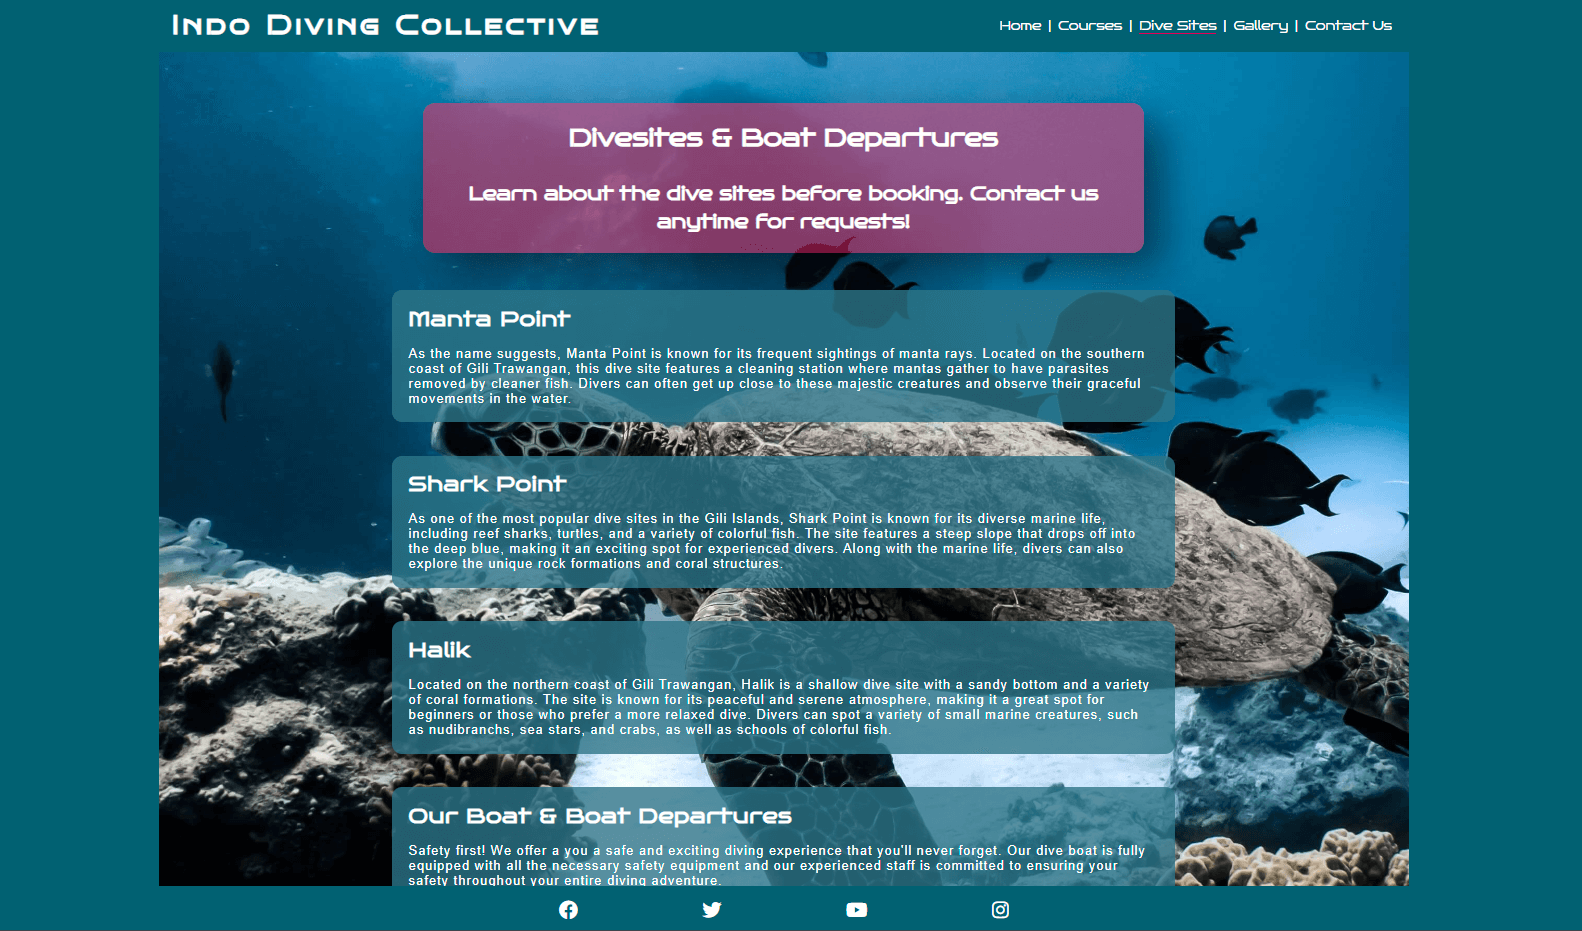 Indo Diving Collective
Home | Courses | Dive Sites | Gallery | Contact Us
Divesites & Boat Departures
Learn about the dive sites before booking. Contact us
anytime for requests!
Manta Point
As the name suggests, Manta Point is known for its frequent sightings of manta rays. Located on the southern
coast of Gili Trawangan, this dive site features a cleaning station where mantas gather to have parasites
removed by cleaner fish. Divers can often get up close to these majestic creatures and observe their graceful
movements in the water.
Shark Point
As one of the most popular dive sites in the Gili Islands, Shark Point is known for its diverse marine life,
including reef sharks, turtles, and a variety of colorful fish. The site features a steep slope that drops off into
the deep blue, making it an exciting spot for experienced divers. Along with the marine life, divers can also
explore the unique rock formations and coral structures.
Halik
Located on the northern coast of Gili Trawangan, Halik is a shallow dive site with a sandy bottom and a variety
of coral formations. The site is known for its peaceful and serene atmosphere, making it a great spot for
beginners or those who prefer a more relaxed dive. Divers can spot a variety of small marine creatures, such
as nudibranchs, sea stars, and crabs, as well as schools of colorful fish.
Our Boat & Boat Departures
Safety first! We offer a you a safe and exciting diving experience that you'll never forget. Our dive boat is fully
equipped with all the necessary safety equipment and our experienced staff is committed to ensuring your
safety throughout your entire diving adventure.